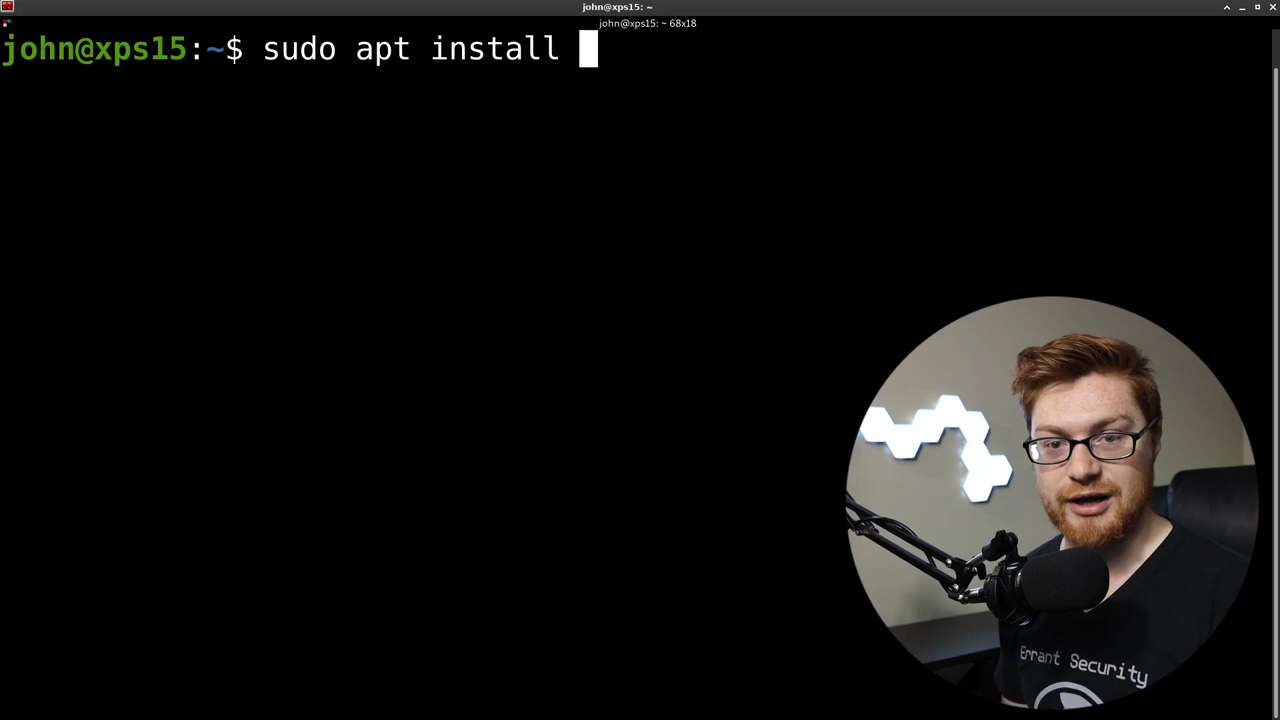 john@xps15: ~
john@xps15: ~ 68x18
john@xps15:~$ sudo apt install
Errant Security